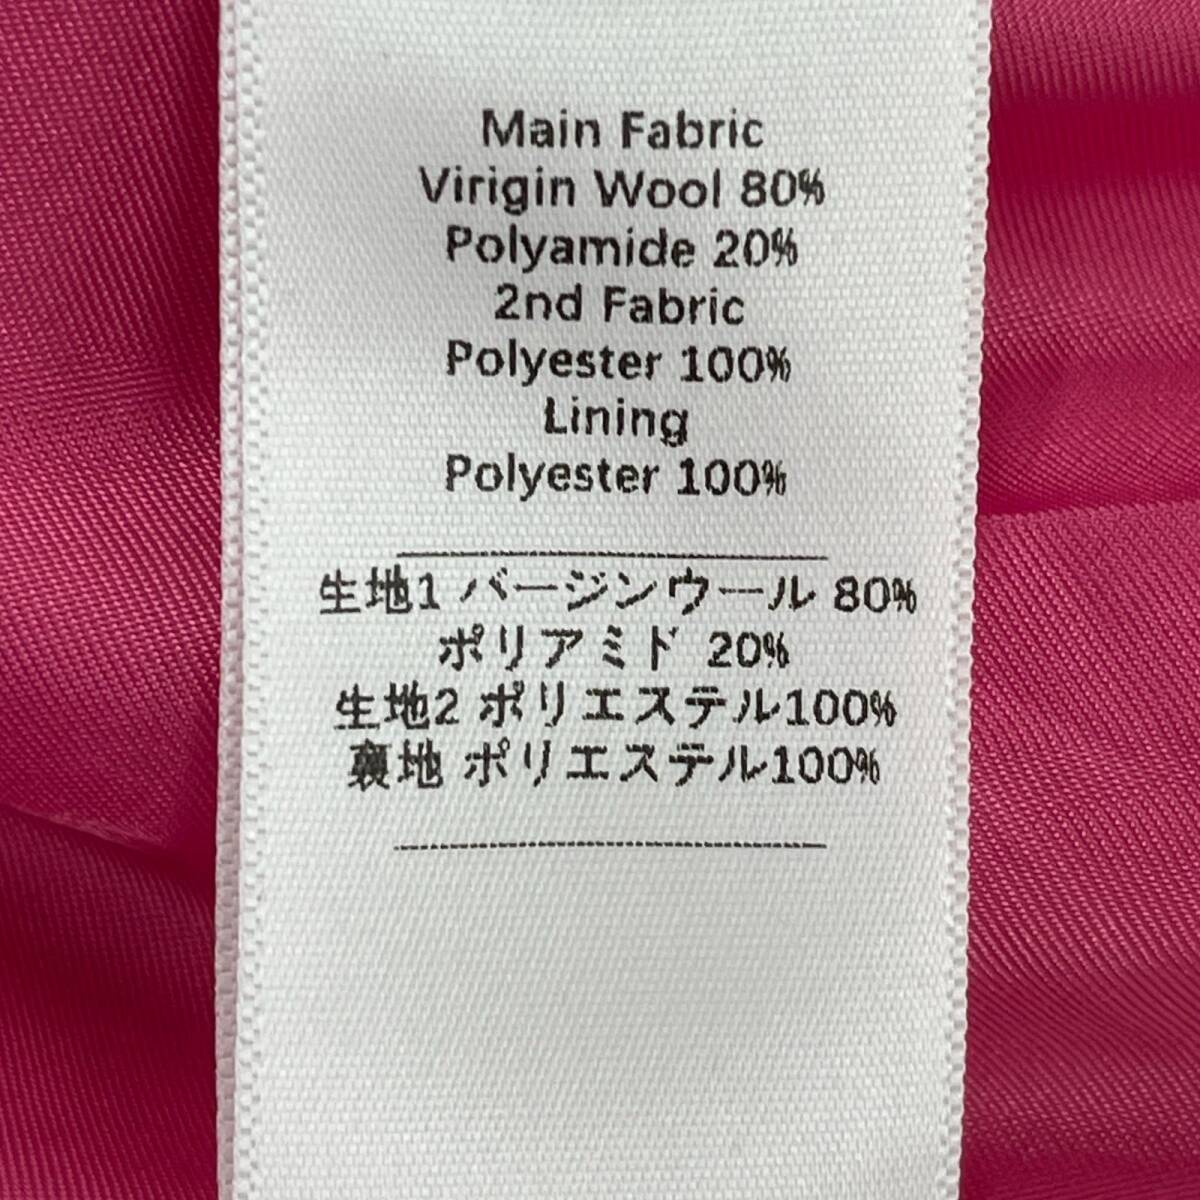 Main Fabric
Virigin Wool 80%
Polyamide 20%
2nd Fabric
Polyester 100%
Lining
Polyester 100%
生地1 バージンウール 80%
ポリアミド 20%
生地2 ポリエステル100%
裏地 ポリエステル100%